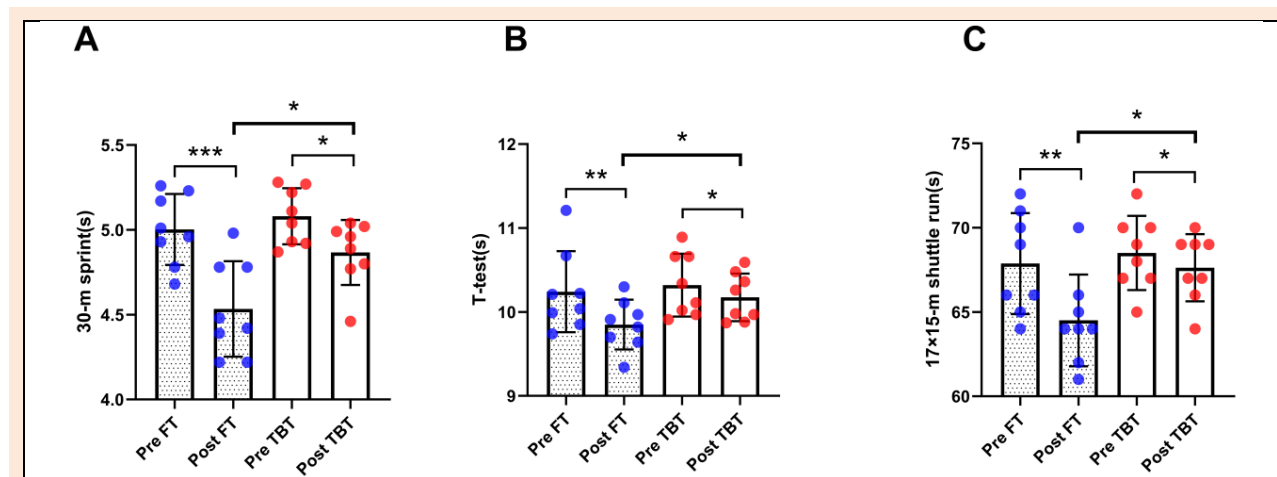 A
30-m sprint(s)
5.5
5.0
4.5
4.0
***
*
*
Pre FT
Post FT
Pre TBT
Post TBT
B
T-test(s)
12
11
10
9
**
*
*
Pre FT
Post FT
Pre TBT
Post TBT
C
17×15-m shuttle run(s)
75
70
65
60
**
*
*
Pre FT
Post FT
Pre TBT
Post TBT